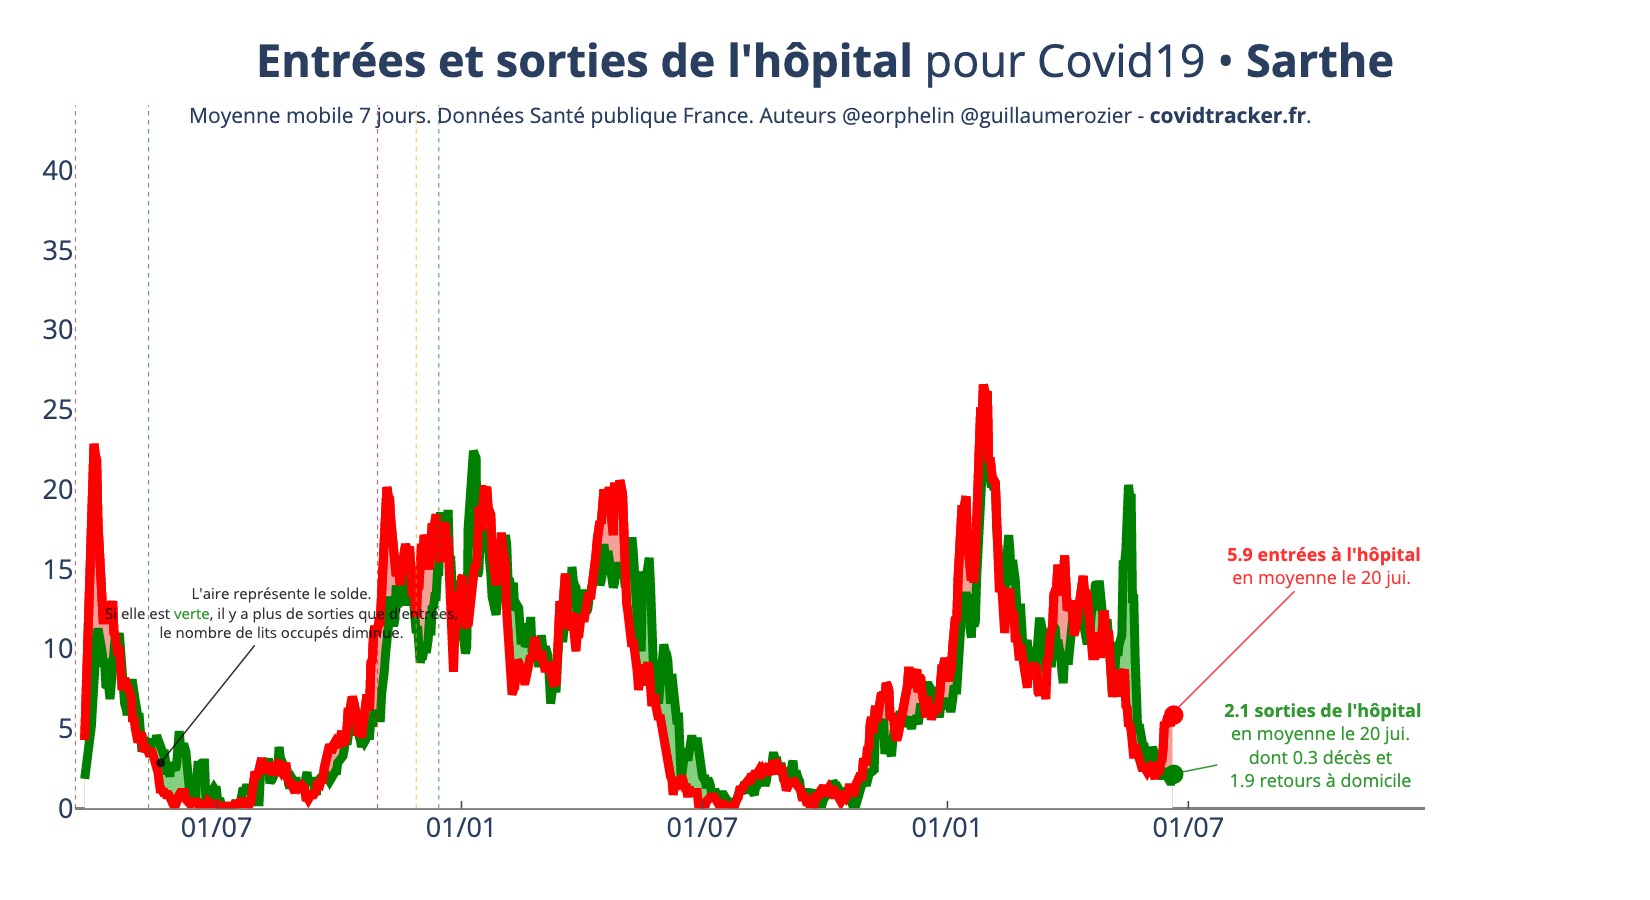 Entrées et sorties de l'hôpital pour Covid19 • Sarthe
Moyenne mobile 7 jours. Données Santé publique France. Auteurs @eorphelin @guillaumerozier - covidtracker.fr.
40
35
30
25
20
15
10
5
0
L'aire représente le solde.
Si elle est verte, il y a plus de sorties que d'entrées,
le nombre de lits occupés diminue.
5.9 entrées à l'hôpital
en moyenne le 20 jui.
2.1 sorties de l'hôpital
en moyenne le 20 jui.
dont 0.3 décès et
1.9 retours à domicile
01/07
01/01
01/07
01/01
01/07